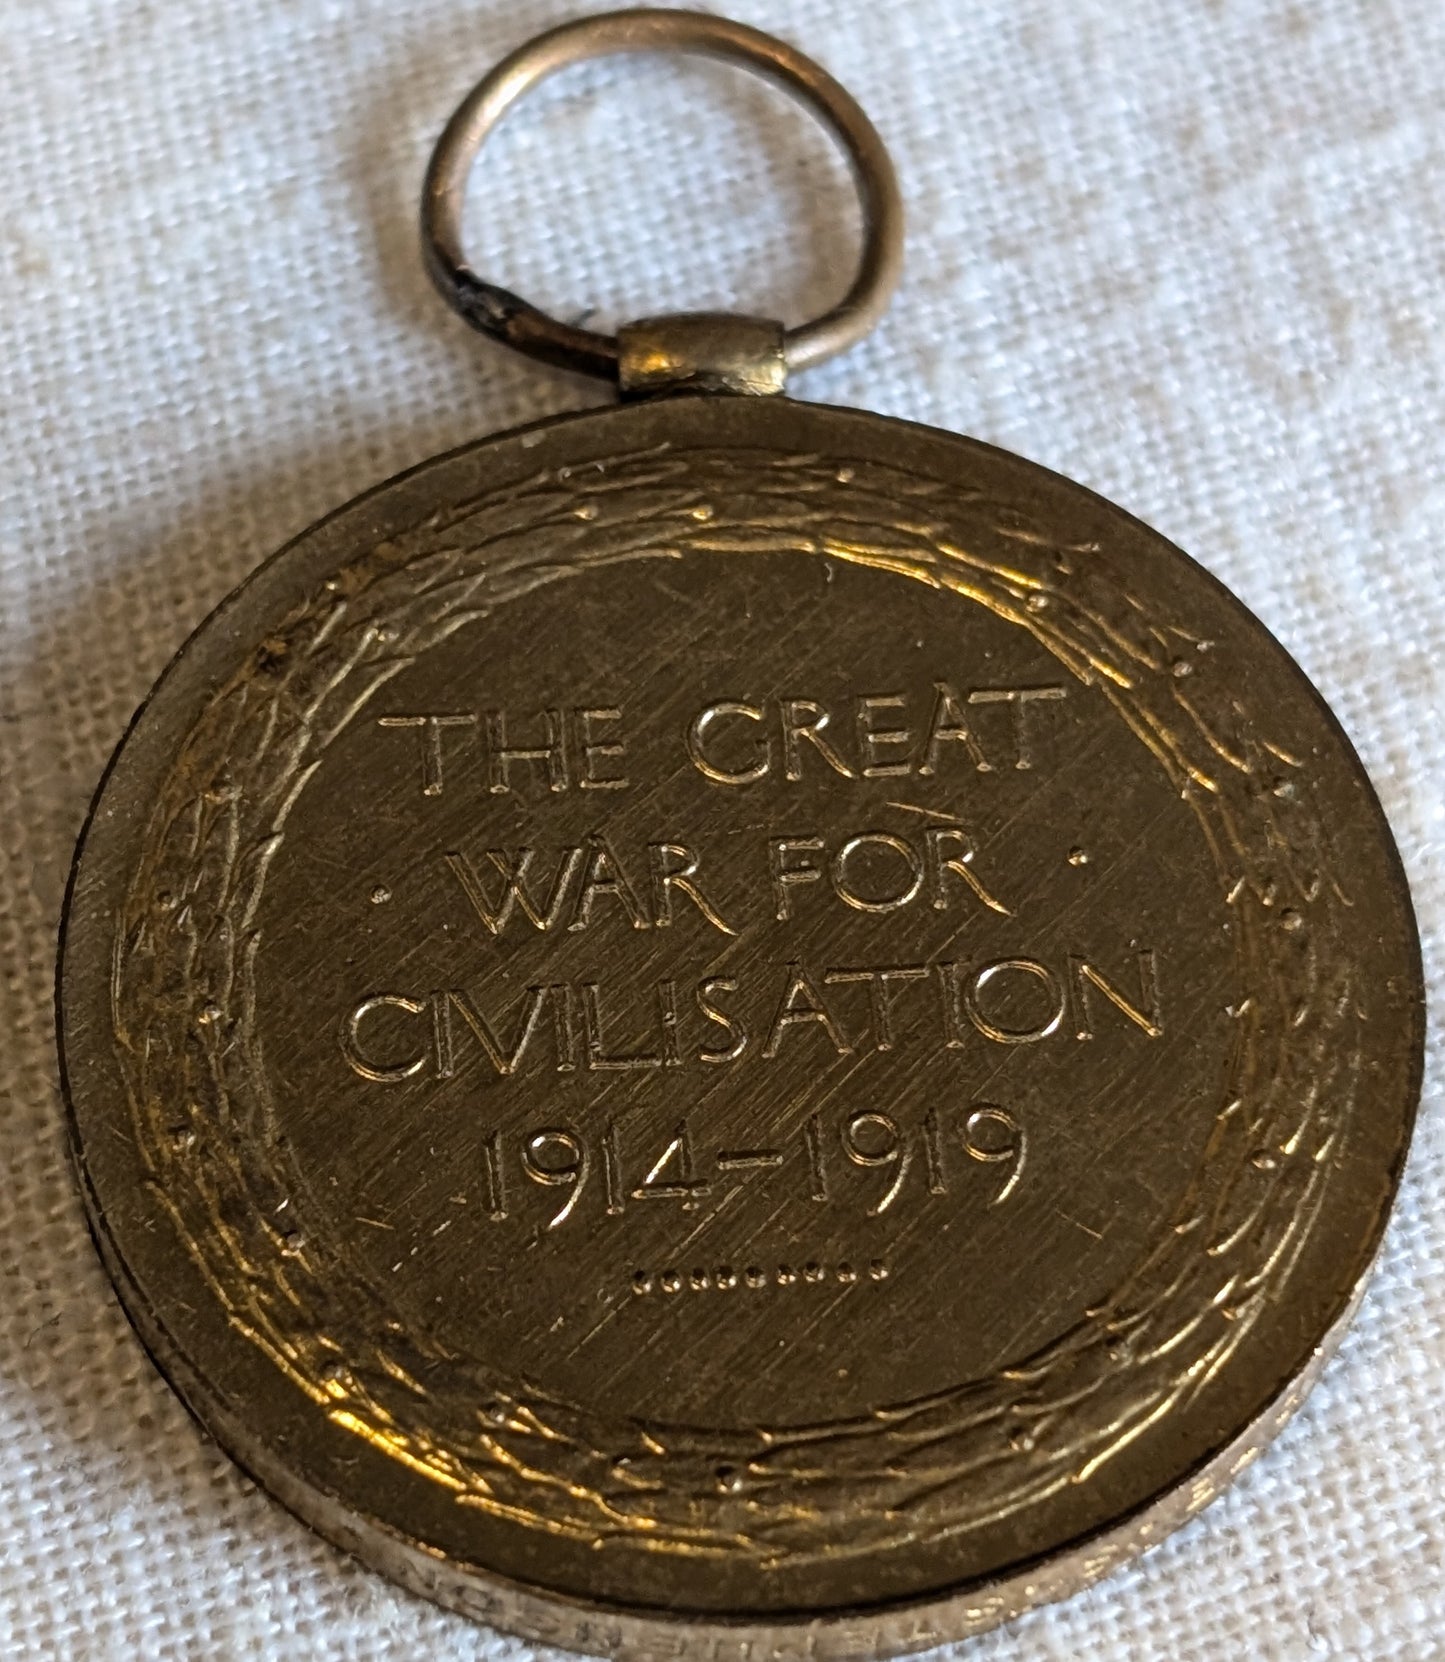 THE GREAT
· WAR FOR ·
CIVILISATION
1914-1919